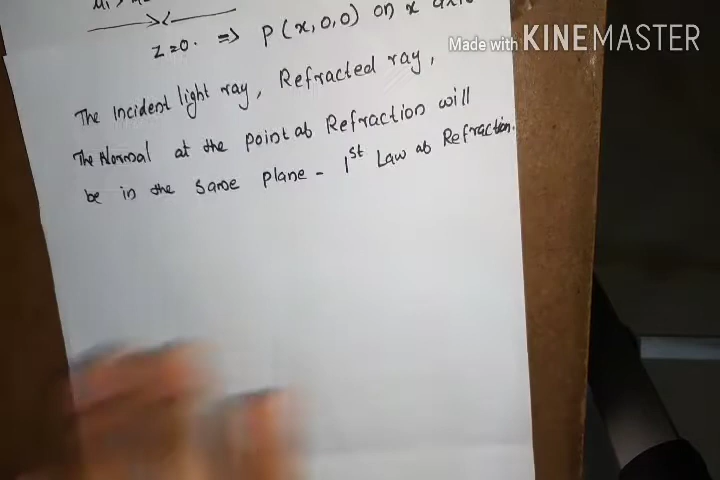 Made with KINEMASTER
z=0. => P(x,0,0) on x
The Incident light ray, Refracted ray,
The Normal at the point ab Refraction will
be in the same plane - 1st Law ab Refraction.